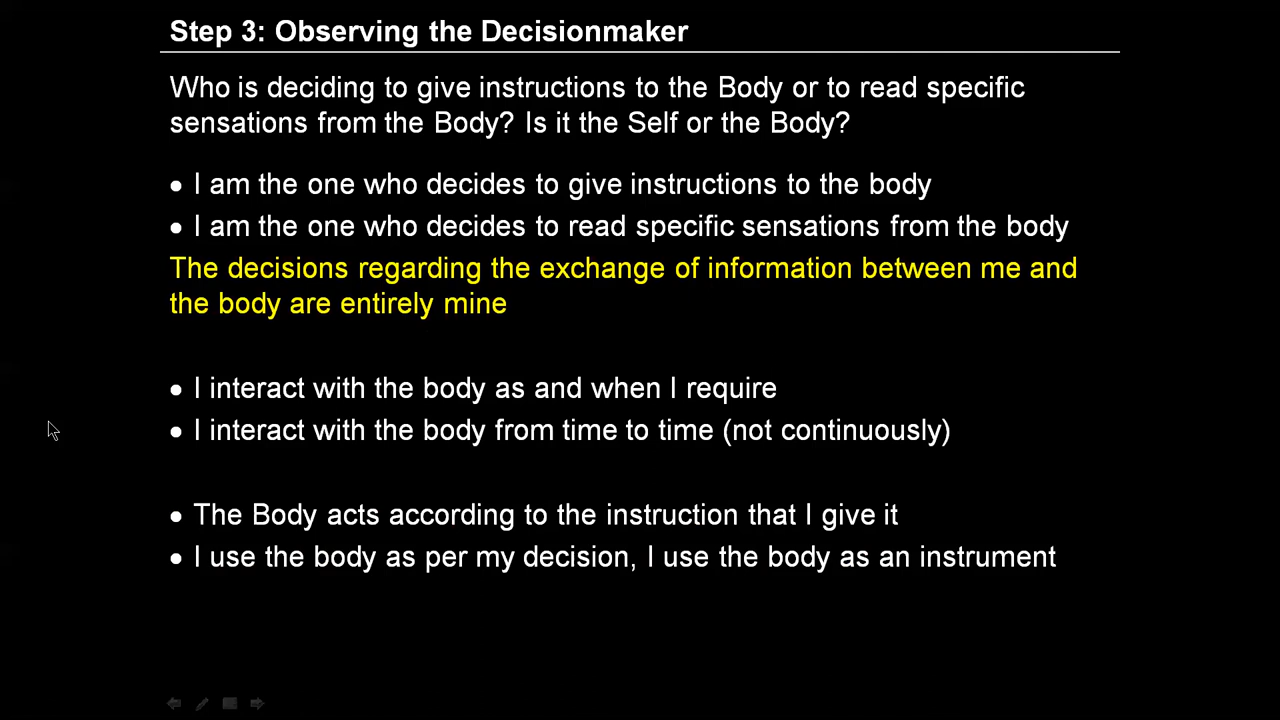 Step 3: Observing the Decisionmaker
Who is deciding to give instructions to the Body or to read specific
sensations from the Body? Is it the Self or the Body?
• I am the one who decides to give instructions to the body
• I am the one who decides to read specific sensations from the body
The decisions regarding the exchange of information between me and
the body are entirely mine
• I interact with the body as and when I require
• I interact with the body from time to time (not continuously)
• The Body acts according to the instruction that I give it
• I use the body as per my decision, I use the body as an instrument